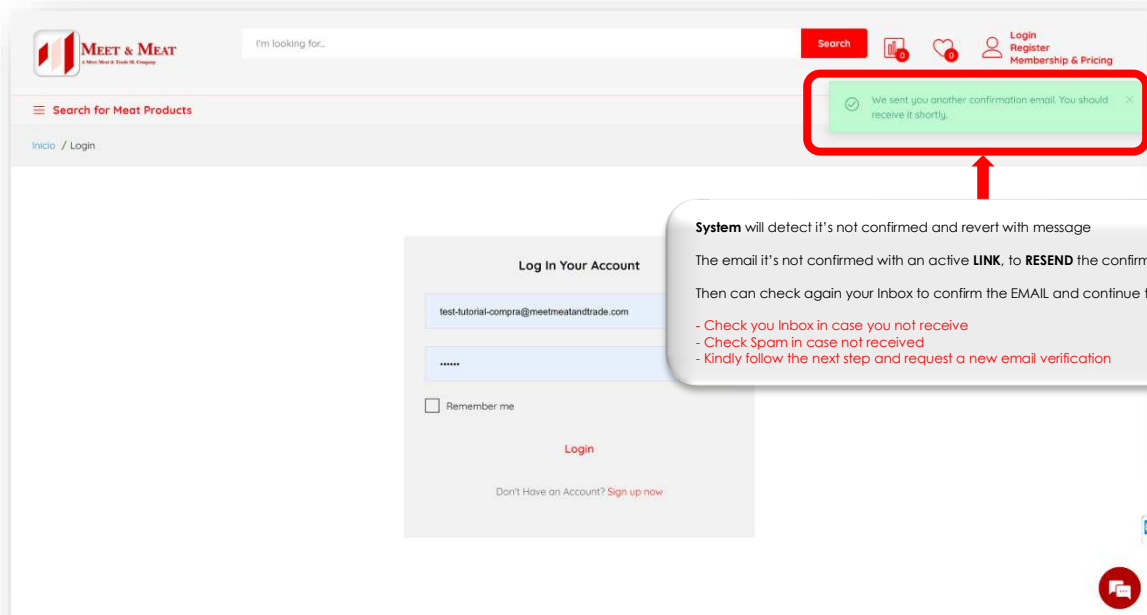 MEET & MEAT
I'm looking for...
Search
0
0
Login
Register
Membership & Pricing
Search for Meat Products
We sent you another confirmation email. You should
receive it shortly.
Inicio / Login
System will detect it's not confirmed and revert with message
The email it's not confirmed with an active LINK, to RESEND the confirm
Then can check again your Inbox to confirm the EMAIL and continue t
- Check you Inbox in case you not receive
- Check Spam in case not received
- Kindly follow the next step and request a new email verification
Log In Your Account
test-tutorial-compra@meetmeatandtrade.com
Remember me
Login
Don't Have an Account? Sign up now